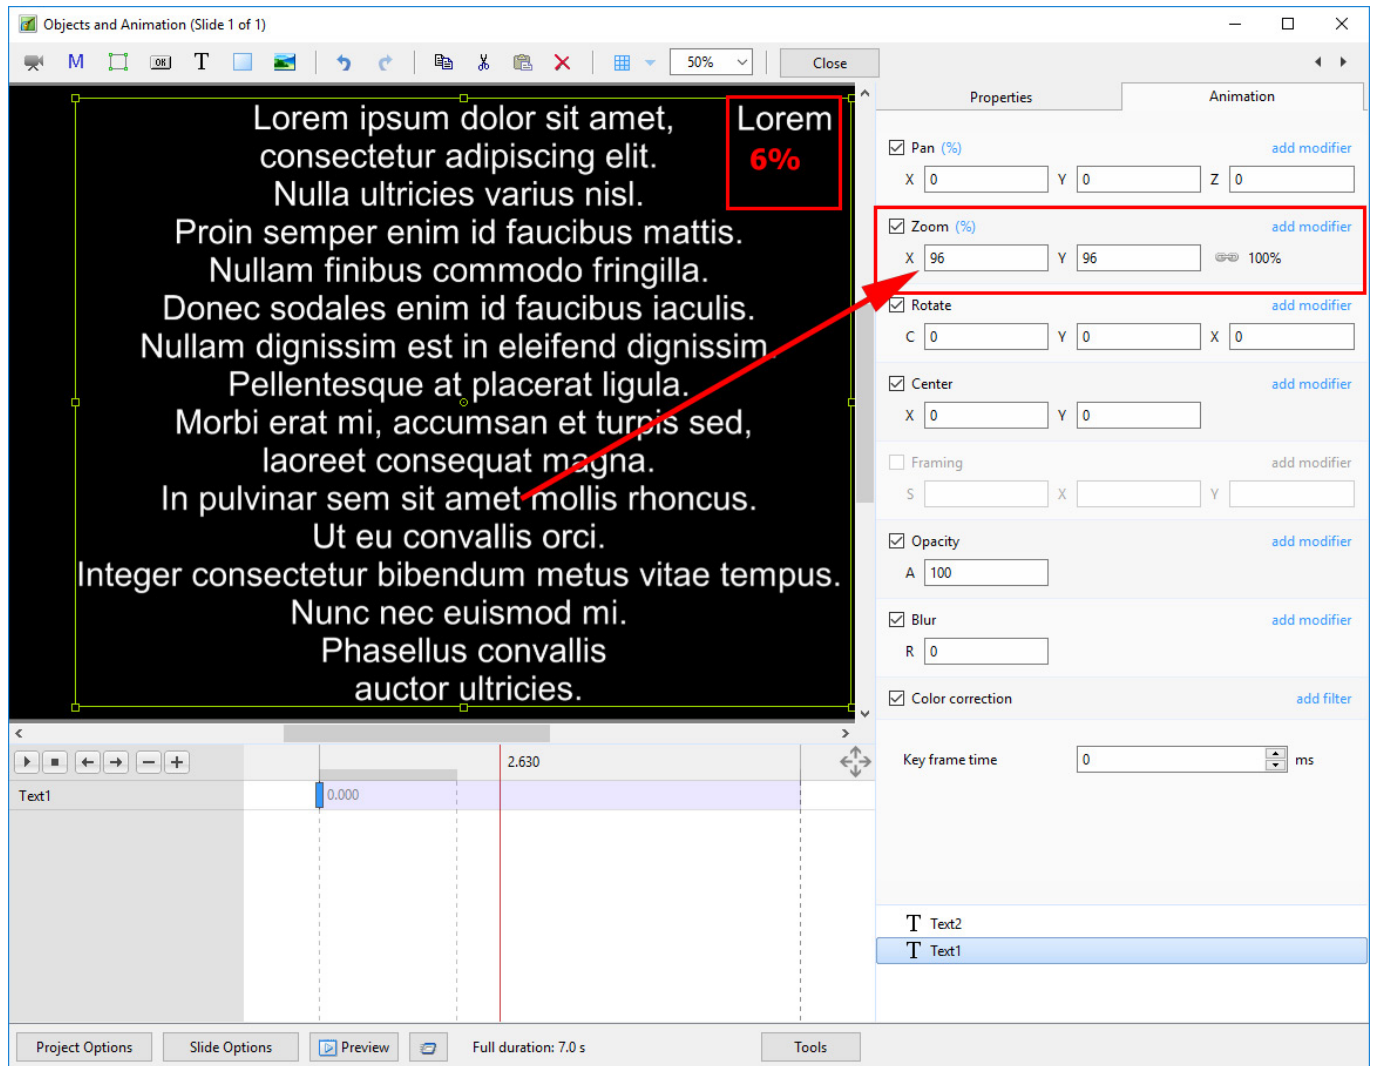 Objects and Animation (Slide 1 of 1)
M OK T 50% Close
Lorem ipsum dolor sit amet,
consectetur adipiscing elit.
Nulla ultricies varius nisl.
Proin semper enim id faucibus mattis.
Nullam finibus commodo fringilla.
Donec sodales enim id faucibus iaculis.
Nullam dignissim est in eleifend dignissim.
Pellentesque at placerat ligula.
Morbi erat mi, accumsan et turpis sed,
laoreet consequat magna.
In pulvinar sem sit amet mollis rhoncus.
Ut eu convallis orci.
Integer consectetur bibendum metus vitae tempus.
Nunc nec euismod mi.
Phasellus convallis
auctor ultricies.
Lorem
6%
Properties Animation
Pan (%) add modifier
X 0 Y 0 Z 0
Zoom (%) add modifier
X 96 Y 96 100%
Rotate add modifier
C 0 Y 0 X 0
Center add modifier
X 0 Y 0
Framing add modifier
S X Y
Opacity add modifier
A 100
Blur add modifier
R 0
Color correction add filter
Key frame time 0 ms
T Text2
T Text1
2.630
Text1 0.000
Project Options Slide Options Preview Full duration: 7.0 s Tools